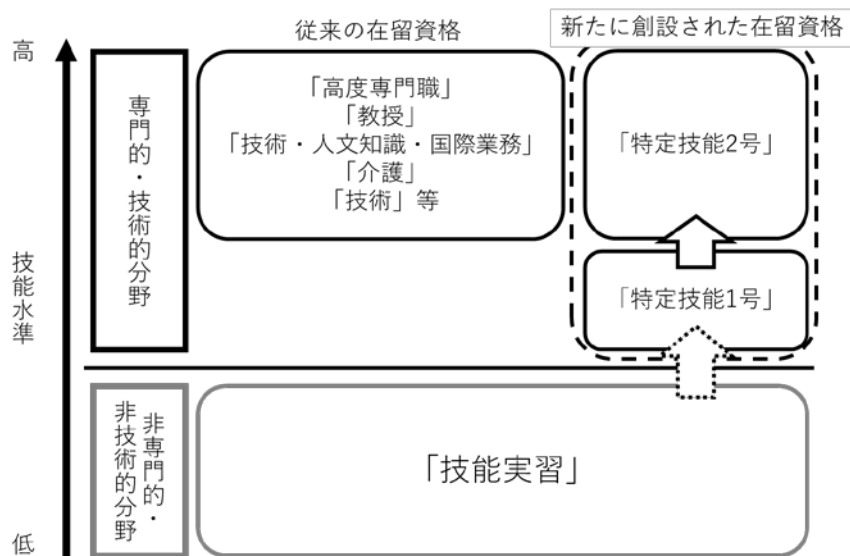 従来の在留資格
新たに創設された在留資格
高
技能水準
低
専門的・技術的分野
「高度専門職」
「教授」
「技術・人文知識・国際業務」
「介護」
「技術」等
「特定技能2号」
「特定技能1号」
非専門的・
非技術的分野
「技能実習」